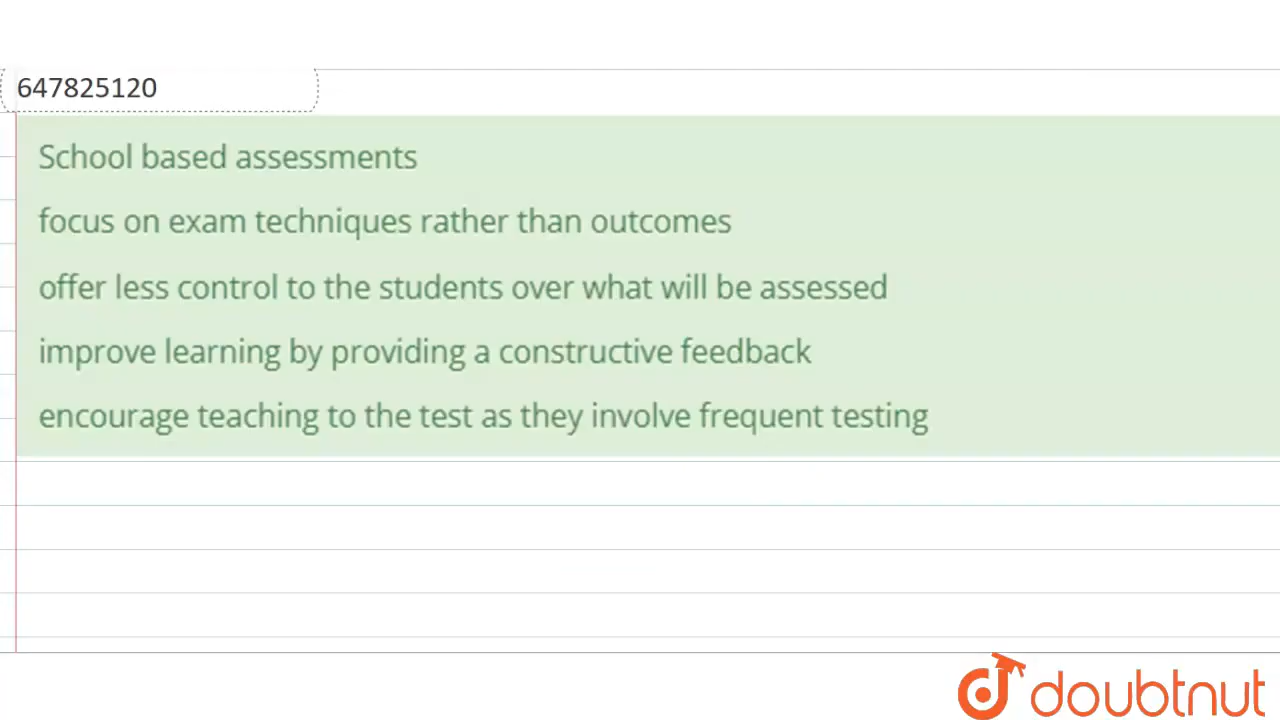 647825120
School based assessments
focus on exam techniques rather than outcomes
offer less control to the students over what will be assessed
improve learning by providing a constructive feedback
encourage teaching to the test as they involve frequent testing
doubtnut